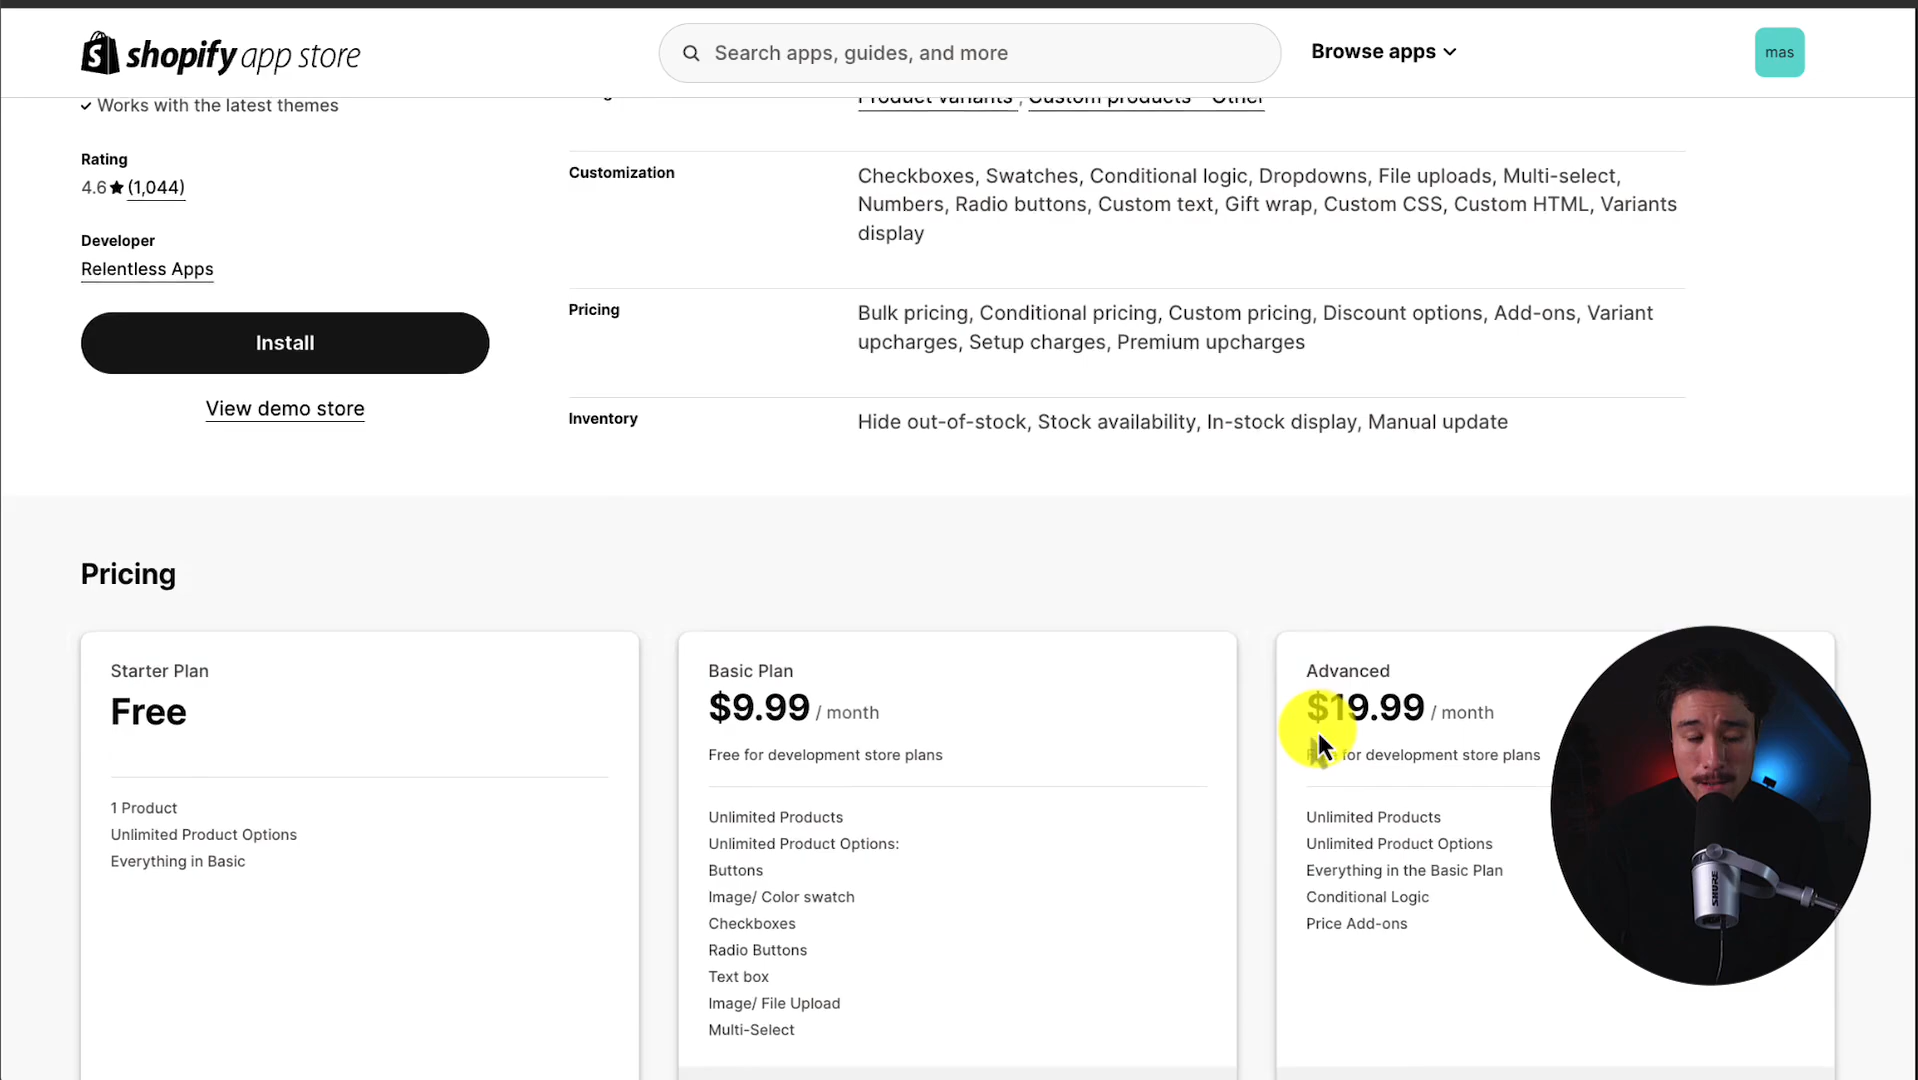 shopify app store
Search apps, guides, and more
Browse apps
mas
Works with the latest themes
Product variants , Custom products - Other
Rating
4.6 (1,044)
Developer
Relentless Apps
Install
View demo store
Customization
Checkboxes, Swatches, Conditional logic, Dropdowns, File uploads, Multi-select,
Numbers, Radio buttons, Custom text, Gift wrap, Custom CSS, Custom HTML, Variants
display
Pricing
Bulk pricing, Conditional pricing, Custom pricing, Discount options, Add-ons, Variant
upcharges, Setup charges, Premium upcharges
Inventory
Hide out-of-stock, Stock availability, In-stock display, Manual update
Pricing
Starter Plan
Free
1 Product
Unlimited Product Options
Everything in Basic
Basic Plan
$9.99 / month
Free for development store plans
Unlimited Products
Unlimited Product Options:
Buttons
Image/ Color swatch
Checkboxes
Radio Buttons
Text box
Image/ File Upload
Multi-Select
Advanced
$19.99 / month
Free for development store plans
Unlimited Products
Unlimited Product Options
Everything in the Basic Plan
Conditional Logic
Price Add-ons
SHURE